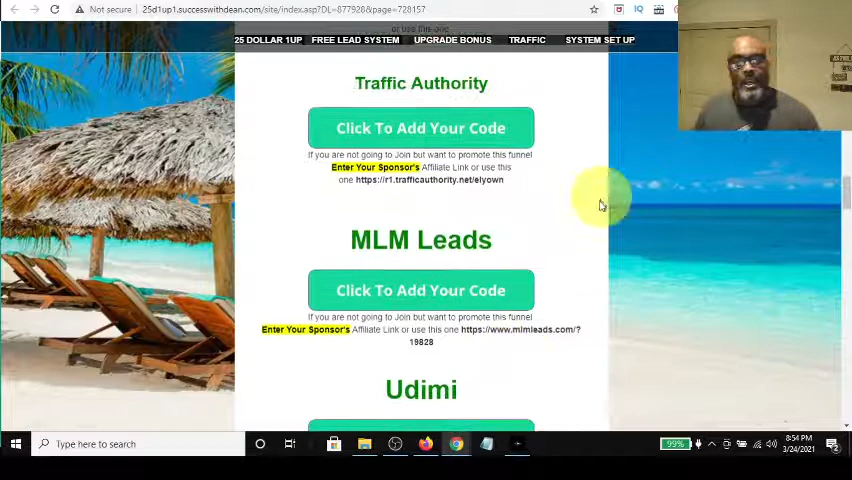 Not secure
25d1up1.successwithdean.com/site/index.asp?DL=877928&page=728157
or use this one
25 DOLLAR 1UP FREE LEAD SYSTEM UPGRADE BONUS TRAFFIC SYSTEM SET UP
Traffic Authority
Click To Add Your Code
If you are not going to Join but want to promote this funnel
Enter Your Sponsor's Affiliate Link or use this
one https://r1.trafficauthority.net/elyown
MLM Leads
Click To Add Your Code
If you are not going to Join but want to promote this funnel
Enter Your Sponsor's Affiliate Link or use this one https://www.mlmleads.com/?
19828
Udimi
Type here to search
99%
8:54 PM
3/24/2021